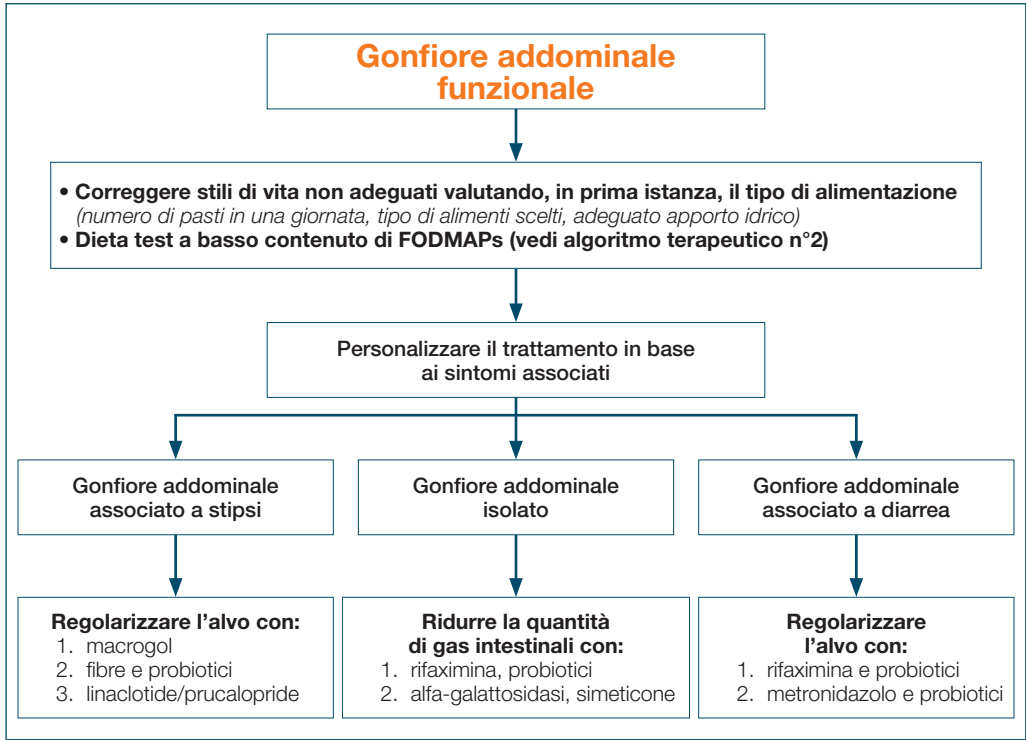 Gonfiore addominale
funzionale
• Correggere stili di vita non adeguati valutando, in prima istanza, il tipo di alimentazione
(numero di pasti in una giornata, tipo di alimenti scelti, adeguato apporto idrico)
• Dieta test a basso contenuto di FODMAPs (vedi algoritmo terapeutico n°2)
Personalizzare il trattamento in base
ai sintomi associati
Gonfiore addominale
associato a stipsi
Gonfiore addominale
isolato
Gonfiore addominale
associato a diarrea
Regolarizzare l'alvo con:
1. macrogol
2. fibre e probiotici
3. linaclotide/prucalopride
Ridurre la quantità
di gas intestinali con:
1. rifaximina, probiotici
2. alfa-galattosidasi, simeticone
Regolarizzare
l'alvo con:
1. rifaximina e probiotici
2. metronidazolo e probiotici